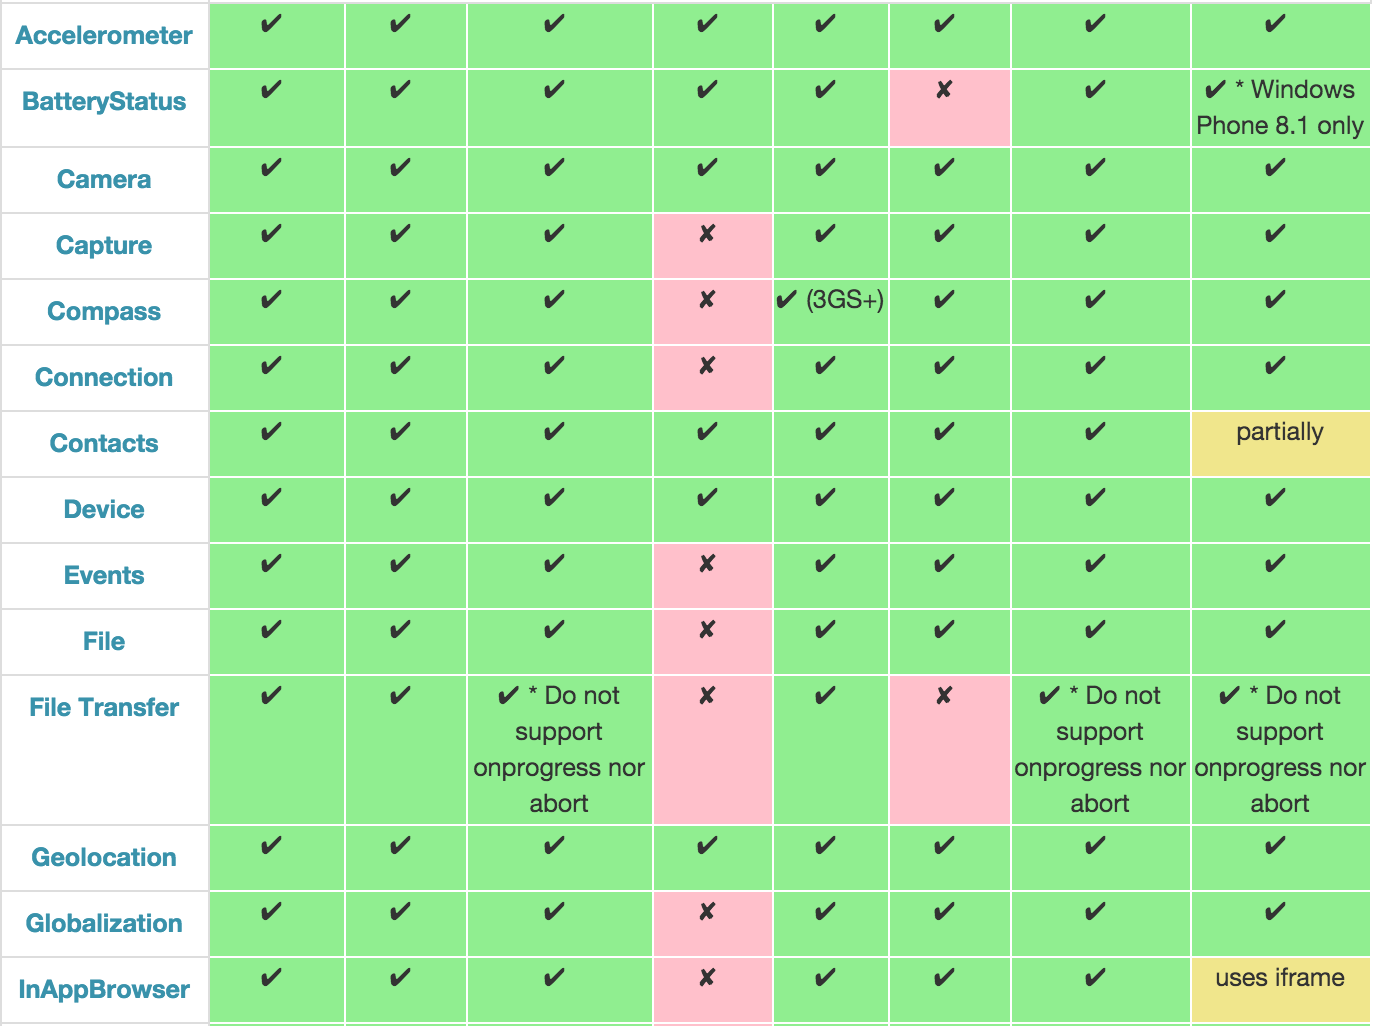 Accelerometer ✔ ✔ ✔ ✔ ✔ ✔ ✔ ✔
BatteryStatus ✔ ✔ ✔ ✔ ✔ ✘ ✔ ✔ * Windows
Phone 8.1 only
Camera ✔ ✔ ✔ ✔ ✔ ✔ ✔ ✔
Capture ✔ ✔ ✔ ✘ ✔ ✔ ✔ ✔
Compass ✔ ✔ ✔ ✘ ✔ (3GS+) ✔ ✔ ✔
Connection ✔ ✔ ✔ ✘ ✔ ✔ ✔ ✔
Contacts ✔ ✔ ✔ ✔ ✔ ✔ ✔ partially
Device ✔ ✔ ✔ ✔ ✔ ✔ ✔ ✔
Events ✔ ✔ ✔ ✘ ✔ ✔ ✔ ✔
File ✔ ✔ ✔ ✘ ✔ ✔ ✔ ✔
File Transfer ✔ ✔ ✔ * Do not ✘ ✔ ✘ ✔ * Do not ✔ * Do not
support support support
onprogress nor onprogress nor onprogress nor
abort abort abort
Geolocation ✔ ✔ ✔ ✔ ✔ ✔ ✔ ✔
Globalization ✔ ✔ ✔ ✘ ✔ ✔ ✔ ✔
InAppBrowser ✔ ✔ ✔ ✘ ✔ ✔ ✔ uses iframe